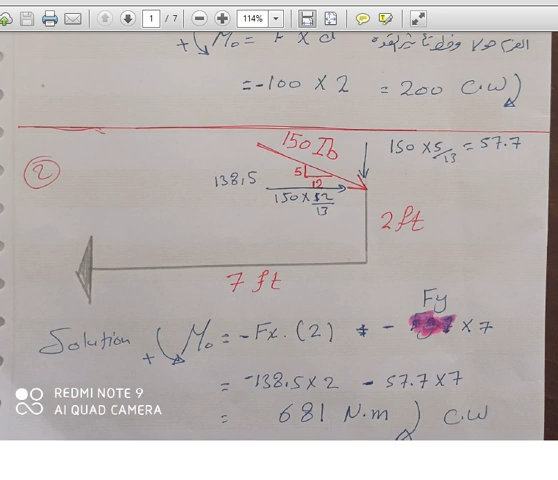 1 / 7
114%
+ Mo = F x d
= -100 X 2 = 200 C.W
2
150 Ib
150 X 5/13 = 57.7
5
12
138,5
150 X 12/13
2 ft
7 ft
Fy
Solution + Mo = - Fx. (2) - X 7
= -138,5 X 2 - 57.7 X 7
= 681 N.m C.W
REDMI NOTE 9
AI QUAD CAMERA